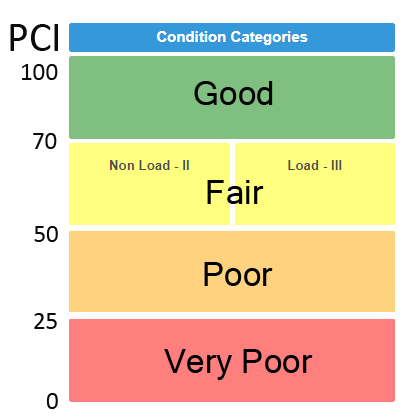 PCI Condition Categories
100
Good
70
Non Load - II Load - III
Fair
50
Poor
25
Very Poor
0